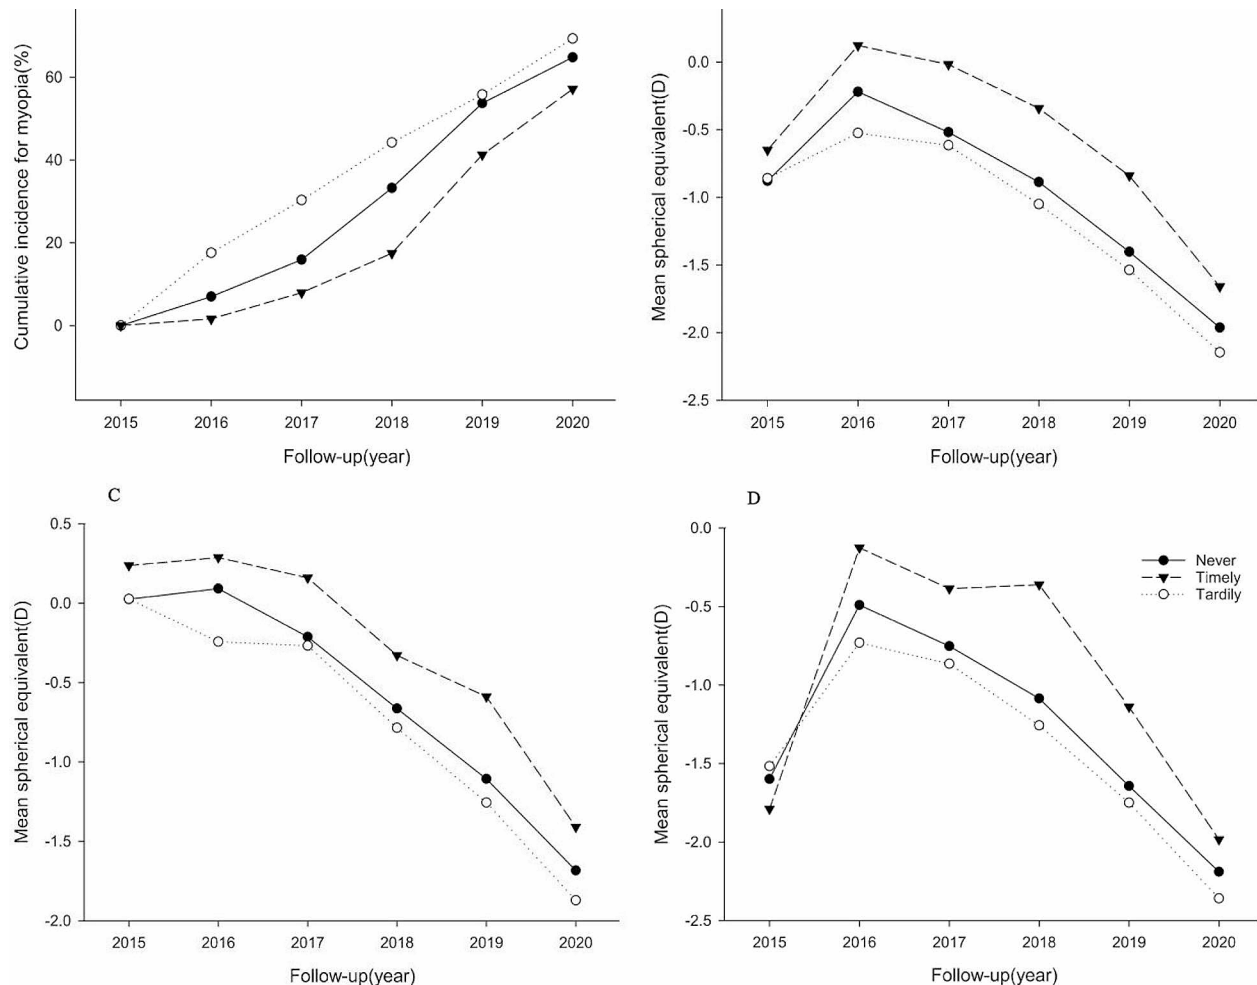 Cumulative incidence for myopia(%)
60
40
20
0
2015 2016 2017 2018 2019 2020
Follow-up(year)
Mean spherical equivalent(D)
0.0
-0.5
-1.0
-1.5
-2.0
-2.5
2015 2016 2017 2018 2019 2020
Follow-up(year)
C
Mean spherical equivalent(D)
0.5
0.0
-0.5
-1.0
-1.5
-2.0
2015 2016 2017 2018 2019 2020
Follow-up(year)
D
Mean spherical equivalent(D)
0.0
-0.5
-1.0
-1.5
-2.0
-2.5
Never
Timely
Tardily
2015 2016 2017 2018 2019 2020
Follow-up(year)